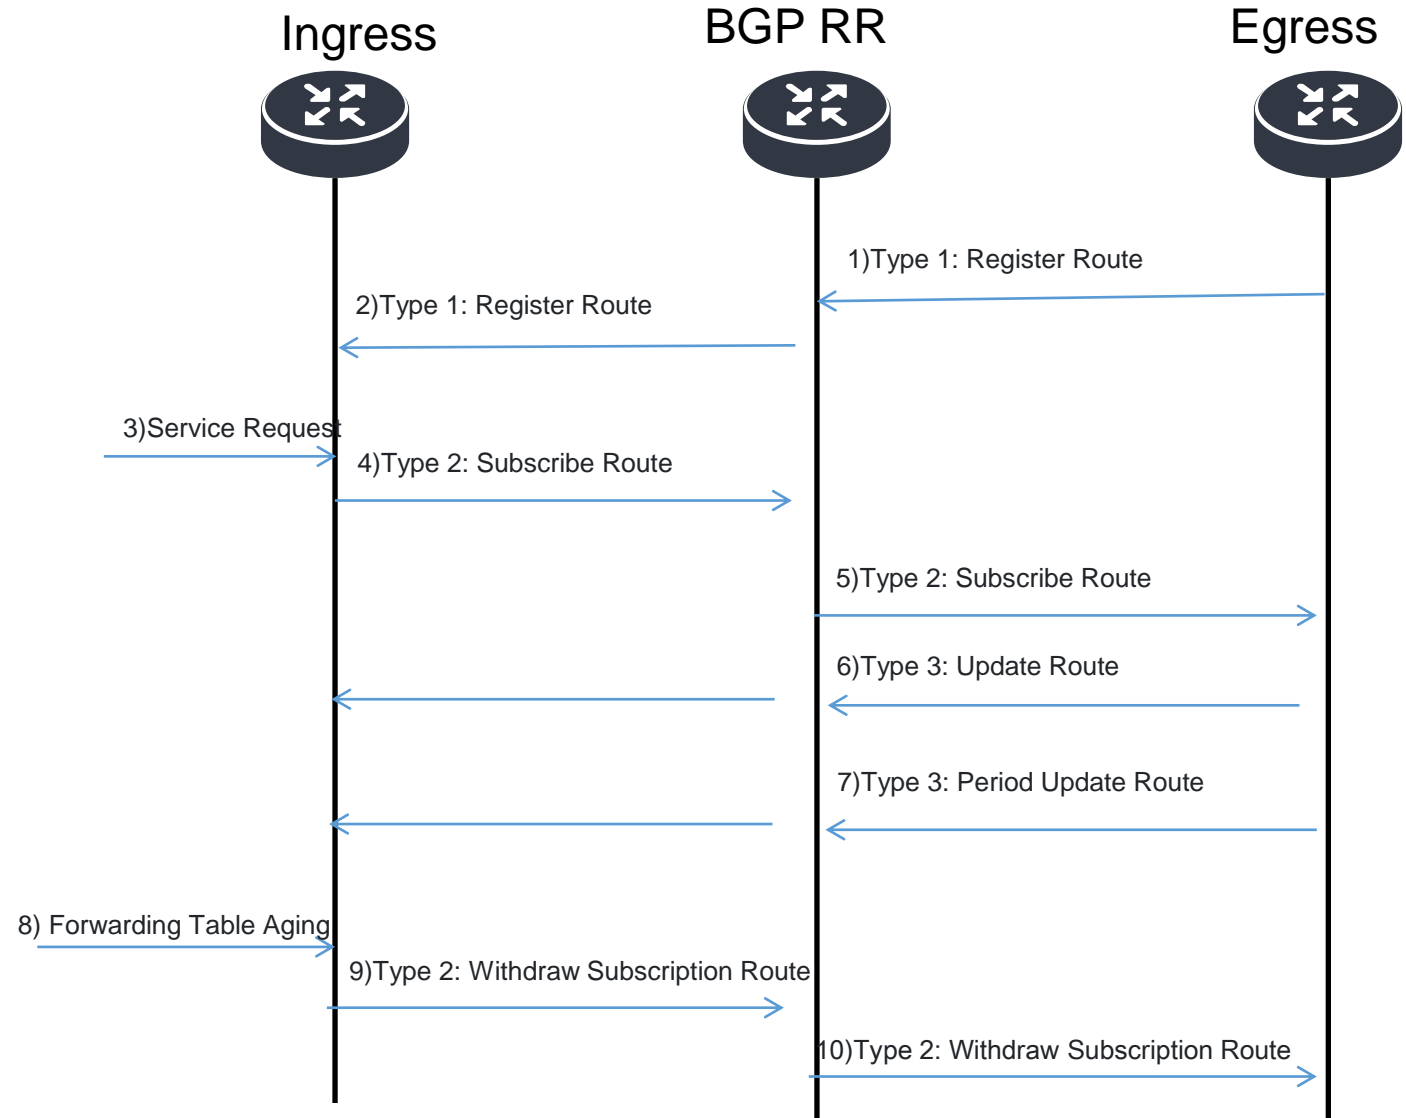 Ingress
BGP RR
Egress
1)Type 1: Register Route
2)Type 1: Register Route
3)Service Request
4)Type 2: Subscribe Route
5)Type 2: Subscribe Route
6)Type 3: Update Route
7)Type 3: Period Update Route
8) Forwarding Table Aging
9)Type 2: Withdraw Subscription Route
10)Type 2: Withdraw Subscription Route